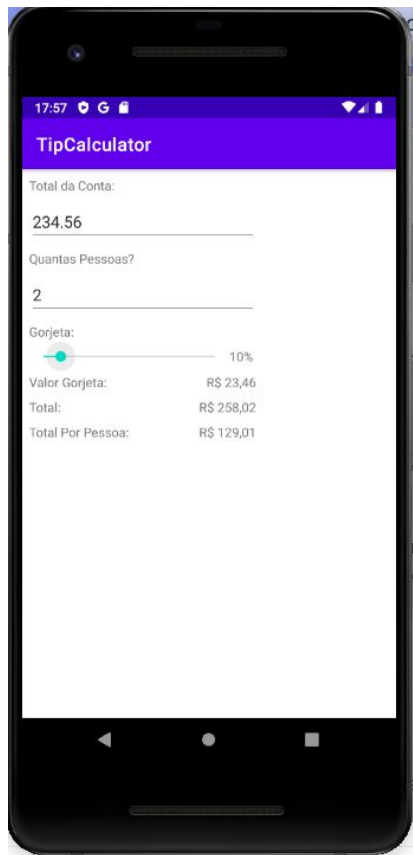 17:57 G
TipCalculator
Total da Conta:
234.56
Quantas Pessoas?
2
Gorjeta:
10%
Valor Gorjeta: R$ 23,46
Total: R$ 258,02
Total Por Pessoa: R$ 129,01